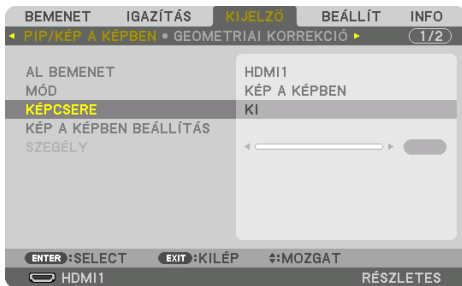 BEMENET IGAZÍTÁS KIJELZŐ BEÁLLÍT INFO
PIP/KÉP A KÉPBEN • GEOMETRIAI KORREKCIÓ 1/2
AL BEMENET HDMI1
MÓD KÉP A KÉPBEN
KÉPCSERE KI
KÉP A KÉPBEN BEÁLLÍTÁS
SZEGÉLY
ENTER:SELECT EXIT:KILÉP :MOZGAT
HDMI1 RÉSZLETES